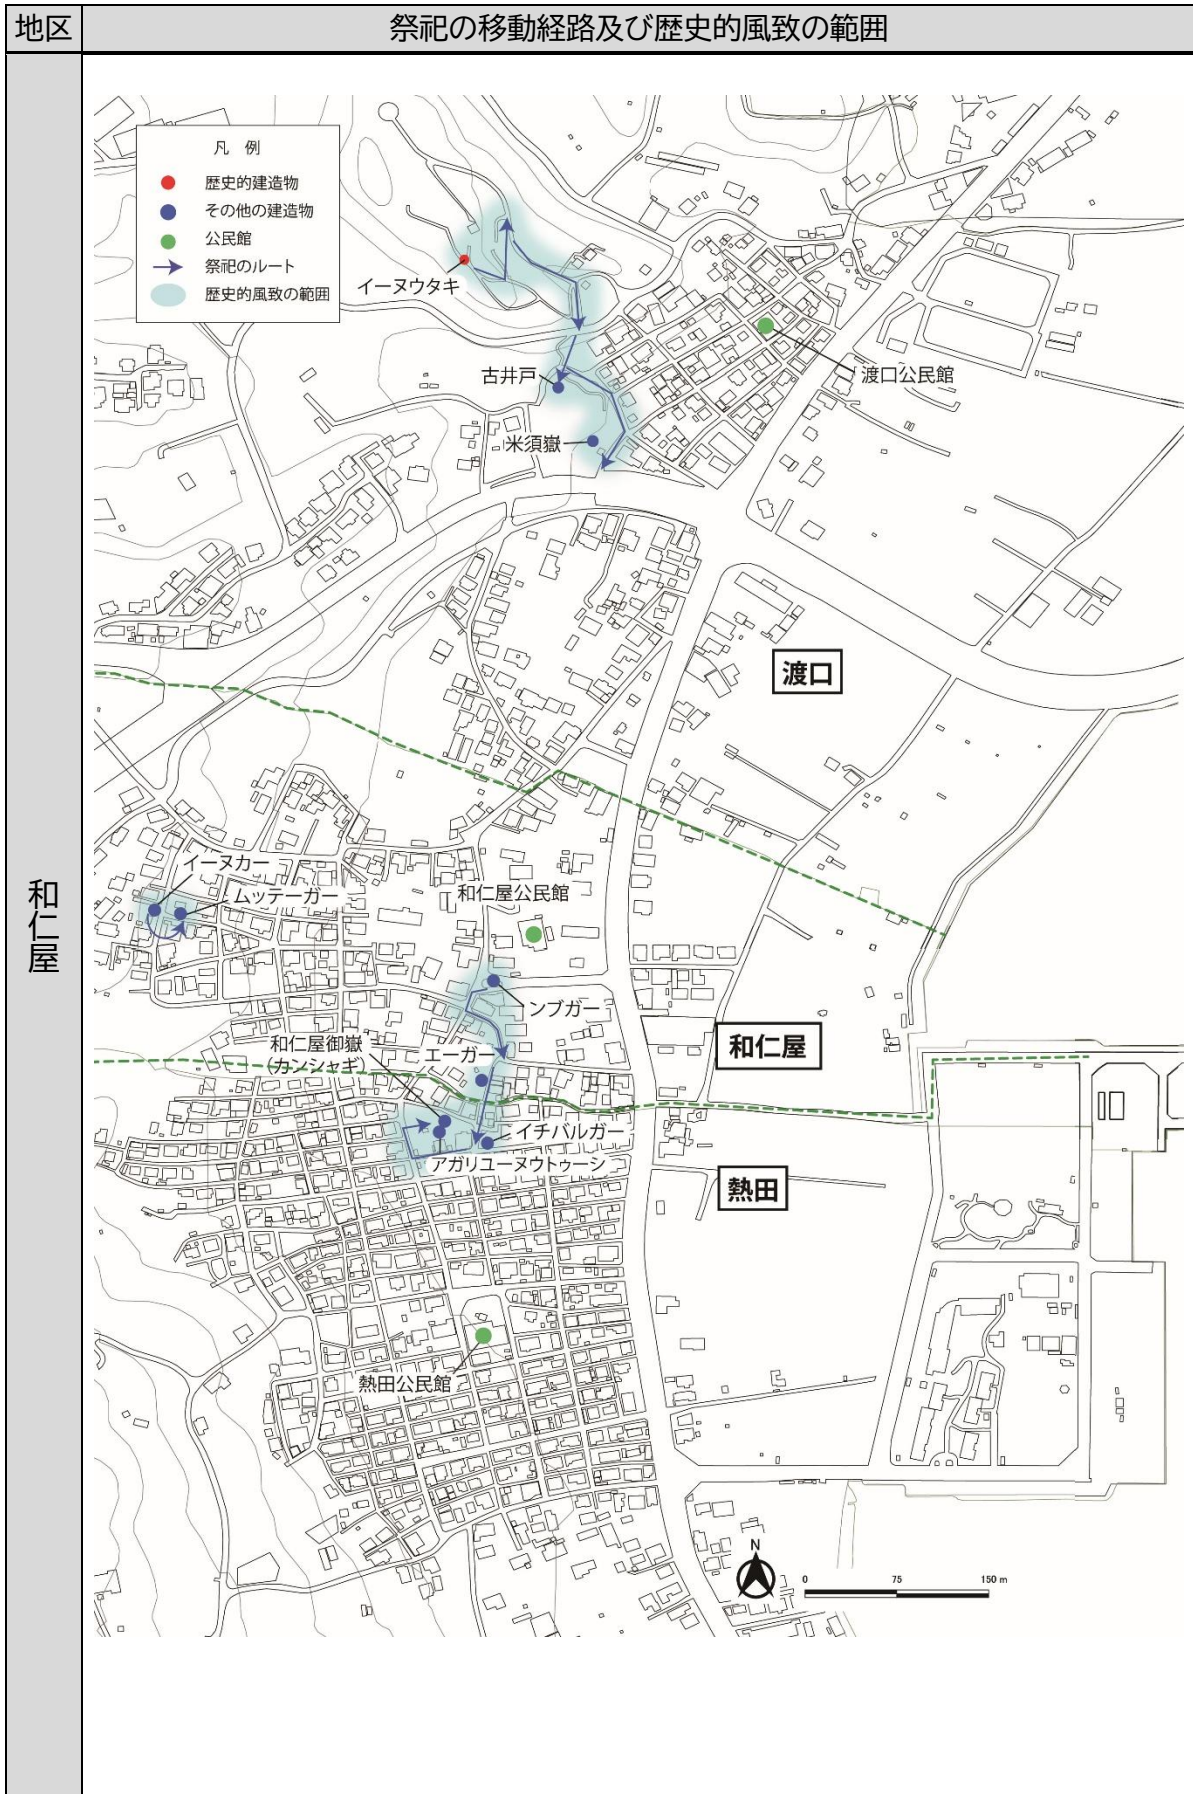 地区
祭祀の移動経路及び歴史的風致の範囲
和仁屋
凡 例
歴史的建造物
その他の建造物
公民館
祭祀のルート
歴史的風致の範囲
イーヌウタキ
古井戸
渡口公民館
米須嶽
渡口
イーヌカー
ムッテーガー
和仁屋公民館
ンブガー
和仁屋御嶽
(カンシャギ)
エーガー
和仁屋
イチバルガー
アガリユーヌウトゥーシ
熱田
熱田公民館
N
0 75 150 m